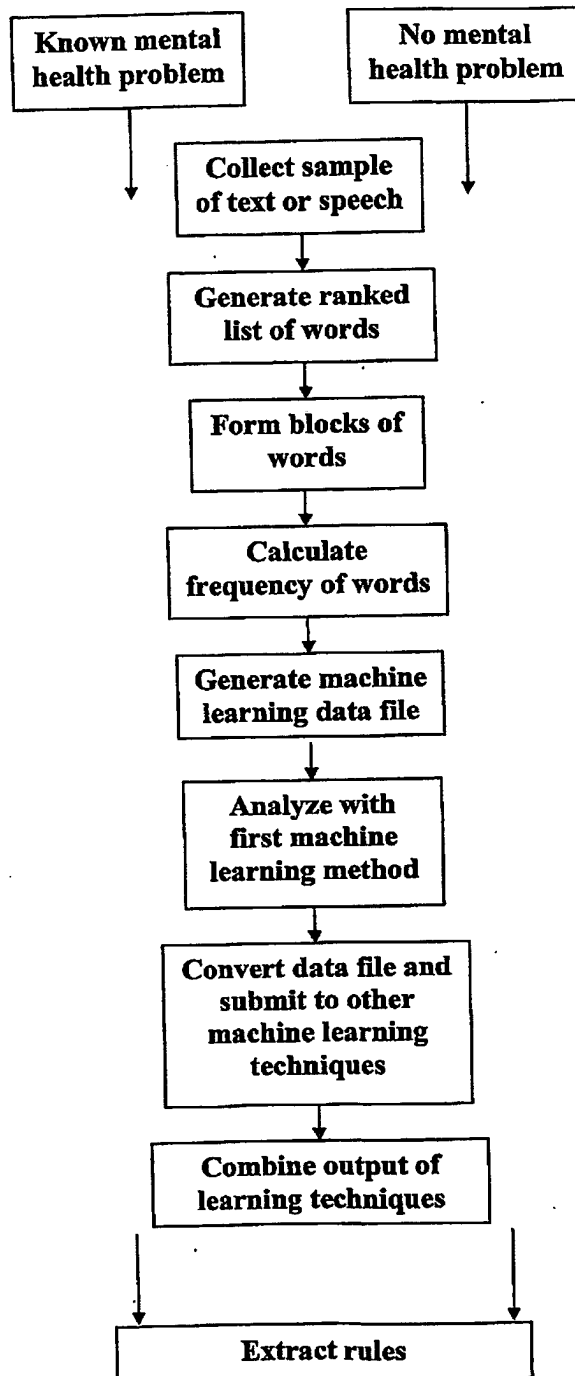 Known mental
health problem
No mental
health problem
Collect sample
of text or speech
Generate ranked
list of words
Form blocks of
words
Calculate
frequency of words
Generate machine
learning data file
Analyze with
first machine
learning method
Convert data file and
submit to other
machine learning
techniques
Combine output of
learning techniques
Extract rules